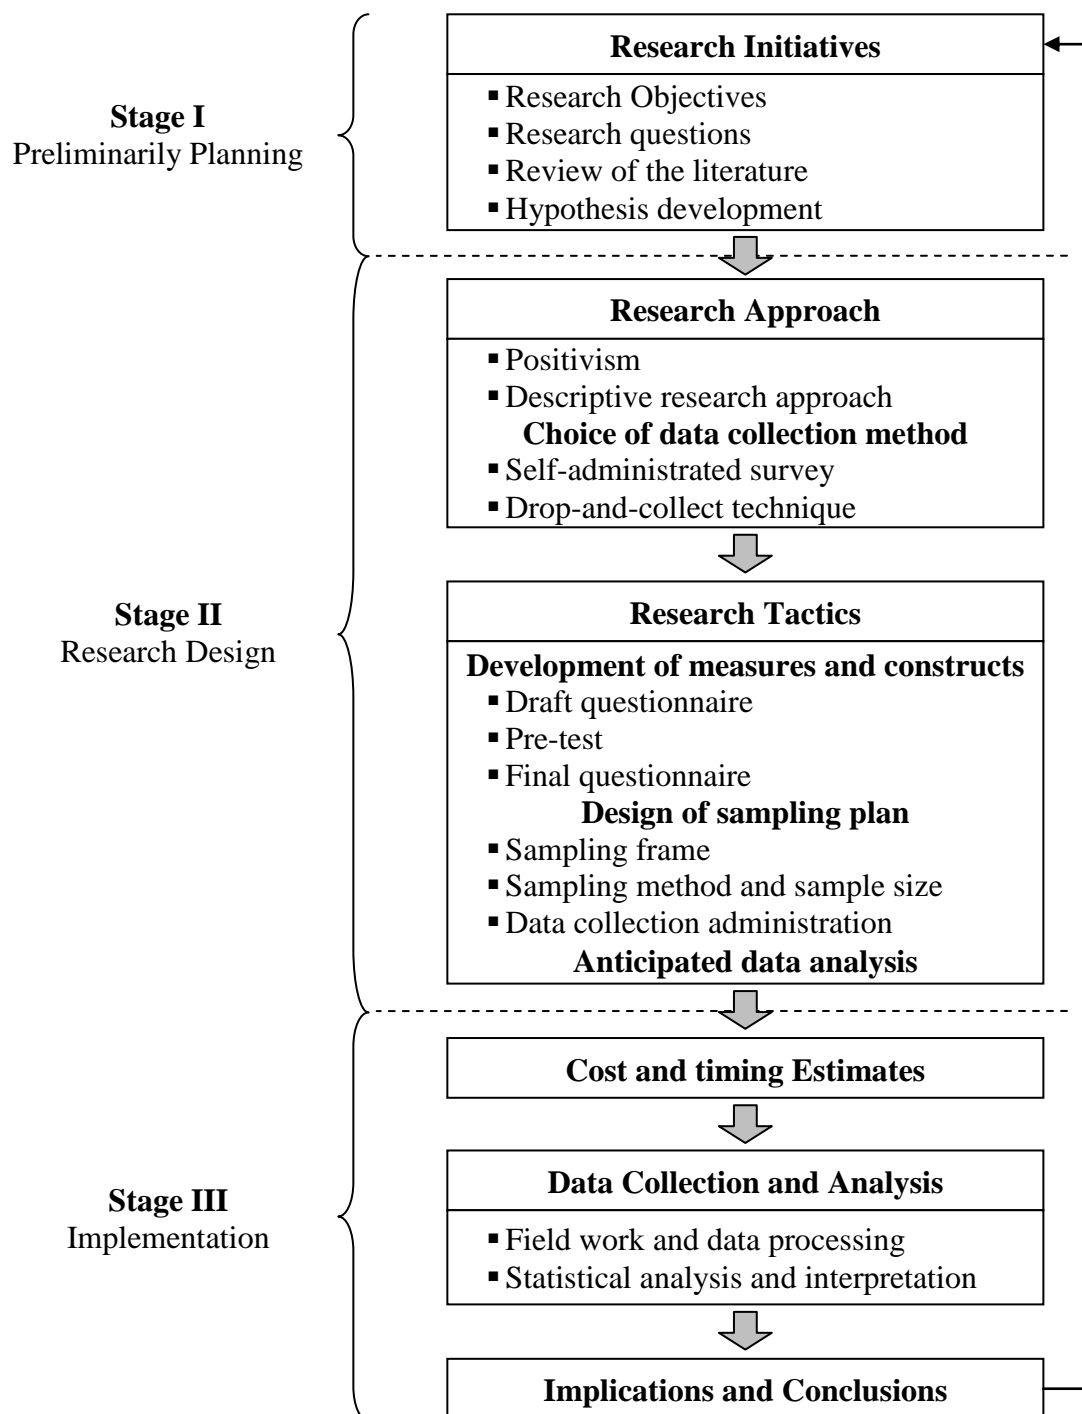 Research Initiatives
▪ Research Objectives
▪ Research questions
▪ Review of the literature
▪ Hypothesis development
Stage I
Preliminarily Planning
Research Approach
▪ Positivism
▪ Descriptive research approach
Choice of data collection method
▪ Self-administrated survey
▪ Drop-and-collect technique
Stage II
Research Design
Research Tactics
Development of measures and constructs
▪ Draft questionnaire
▪ Pre-test
▪ Final questionnaire
Design of sampling plan
▪ Sampling frame
▪ Sampling method and sample size
▪ Data collection administration
Anticipated data analysis
Cost and timing Estimates
Stage III
Implementation
Data Collection and Analysis
▪ Field work and data processing
▪ Statistical analysis and interpretation
Implications and Conclusions